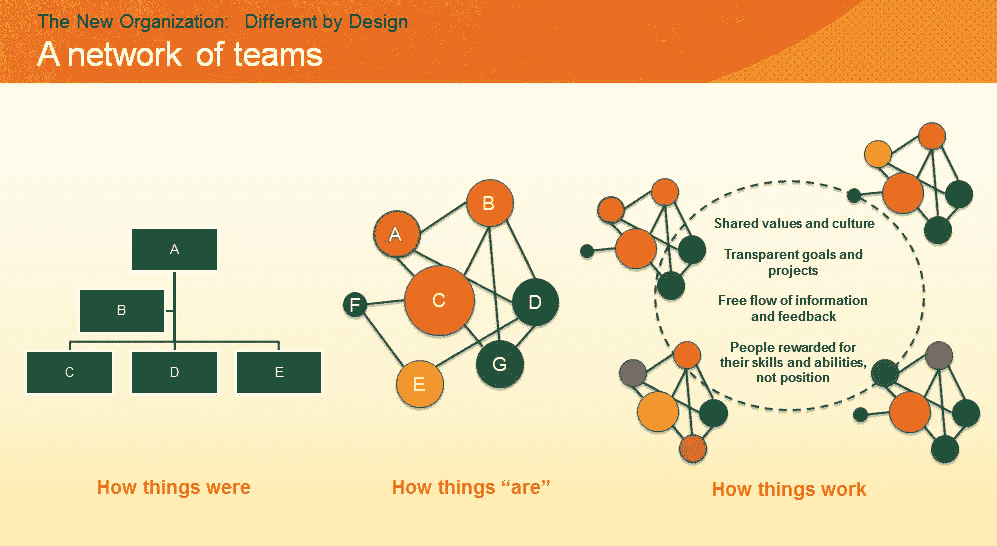 The New Organization:   Different by Design
A network of teams
A
B
C
D
E
How things were
A
B
C
D
E
F
G
How things “are”
Shared values and culture
Transparent goals and
projects
Free flow of information
and feedback
People rewarded for
their skills and abilities,
not position
How things work